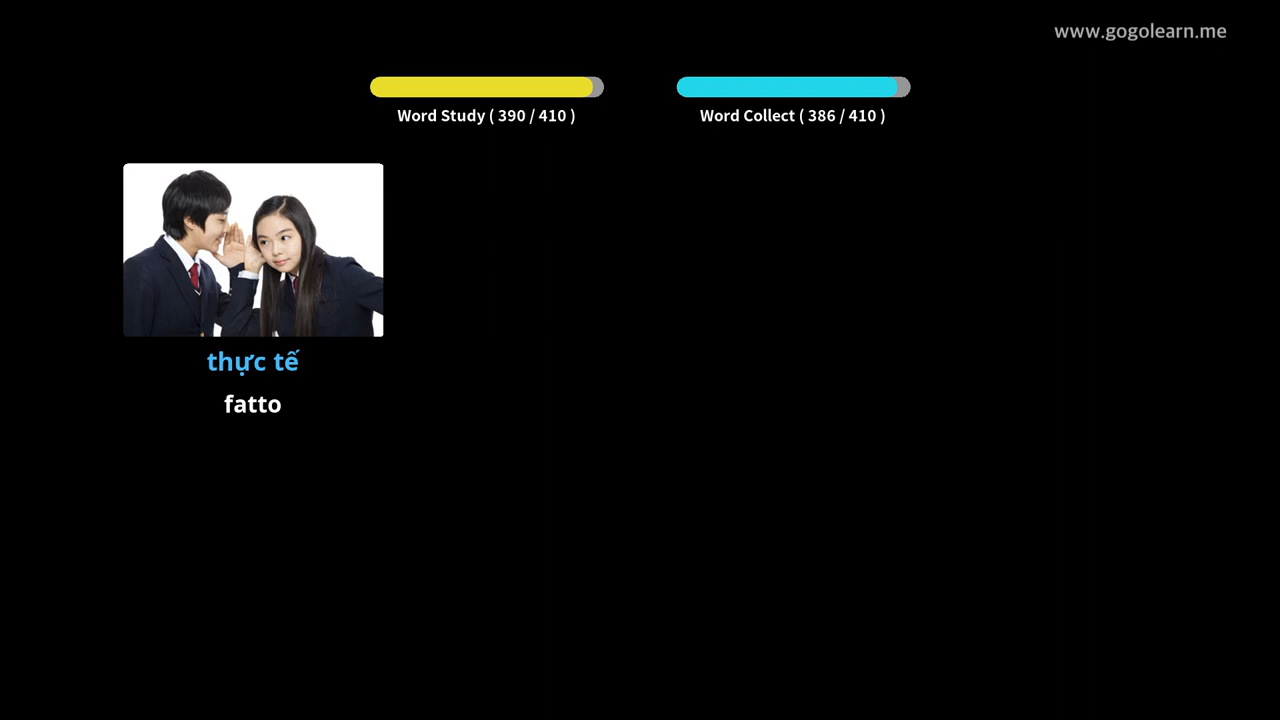 www.gogolearn.me
Word Study ( 390 / 410 )
Word Collect ( 386 / 410 )
thực tế
fatto